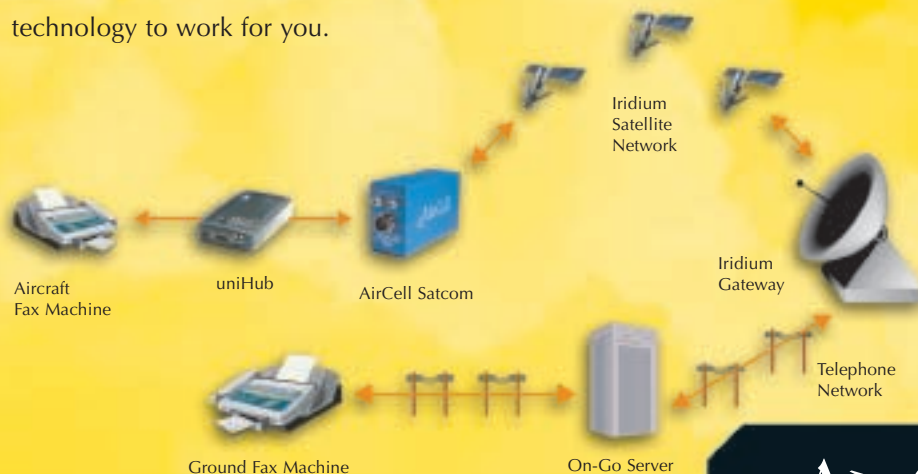 technology to work for you.
Iridium
Satellite
Network
Aircraft
Fax Machine
uniHub
AirCell Satcom
AirCell
Iridium
Gateway
Telephone
Network
Ground Fax Machine
On-Go Server